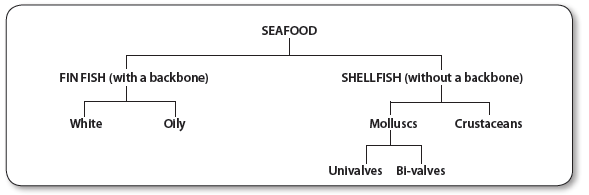 SEAFOOD
FIN FISH (with a backbone) SHELLFISH (without a backbone)
White Oily Molluscs Crustaceans
Univalves Bi-valves